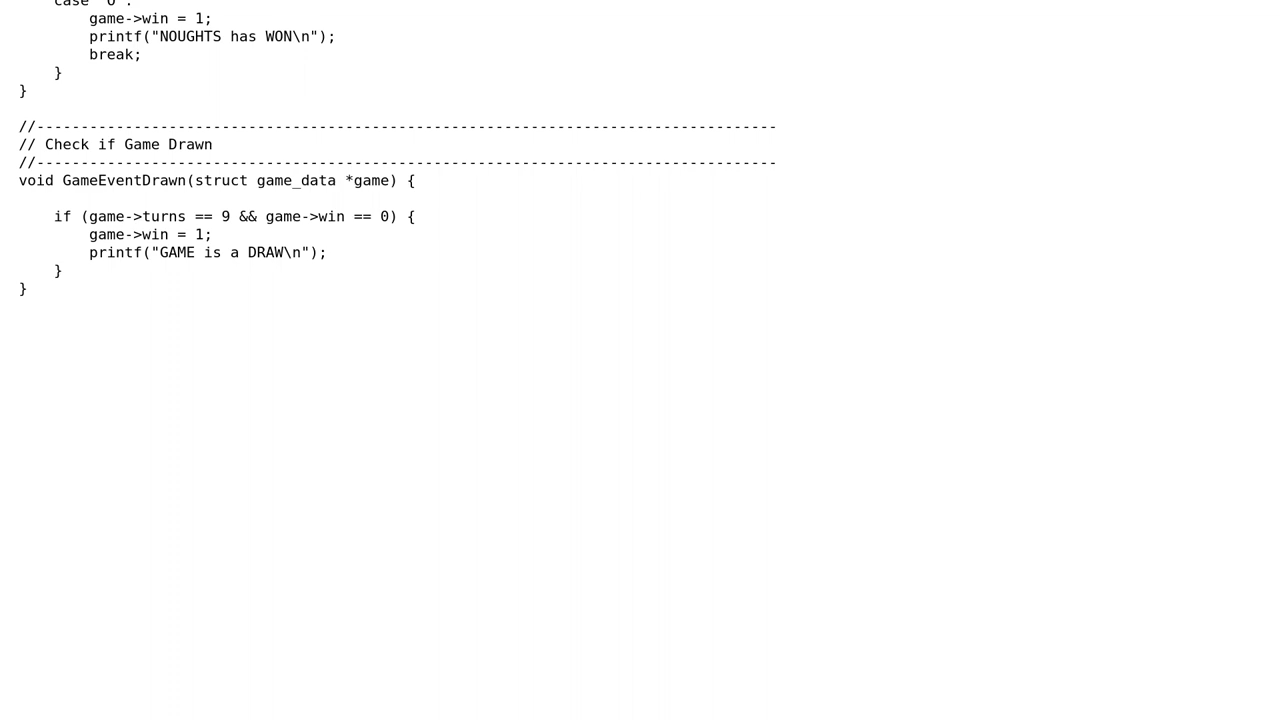 case 'O':
        game->win = 1;
        printf("NOUGHTS has WON\n");
        break;
    }
}

//------------------------------------------------------------------------------------
// Check if Game Drawn
//------------------------------------------------------------------------------------
void GameEventDrawn(struct game_data *game) {

    if (game->turns == 9 && game->win == 0) {
        game->win = 1;
        printf("GAME is a DRAW\n");
    }
}